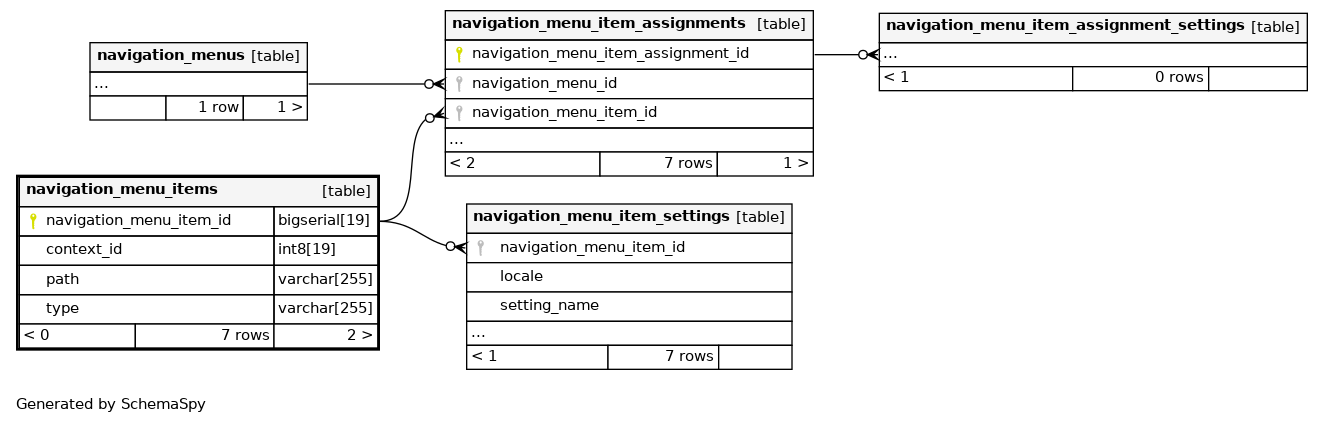 navigation_menus [table]
...
1 row 1 >
navigation_menu_items [table]
navigation_menu_item_id bigserial[19]
context_id int8[19]
path varchar[255]
type varchar[255]
< 0 7 rows 2 >
navigation_menu_item_assignments [table]
navigation_menu_item_assignment_id
navigation_menu_id
navigation_menu_item_id
...
< 2 7 rows 1 >
navigation_menu_item_settings [table]
navigation_menu_item_id
locale
setting_name
...
< 1 7 rows
navigation_menu_item_assignment_settings [table]
...
< 1 0 rows
Generated by SchemaSpy